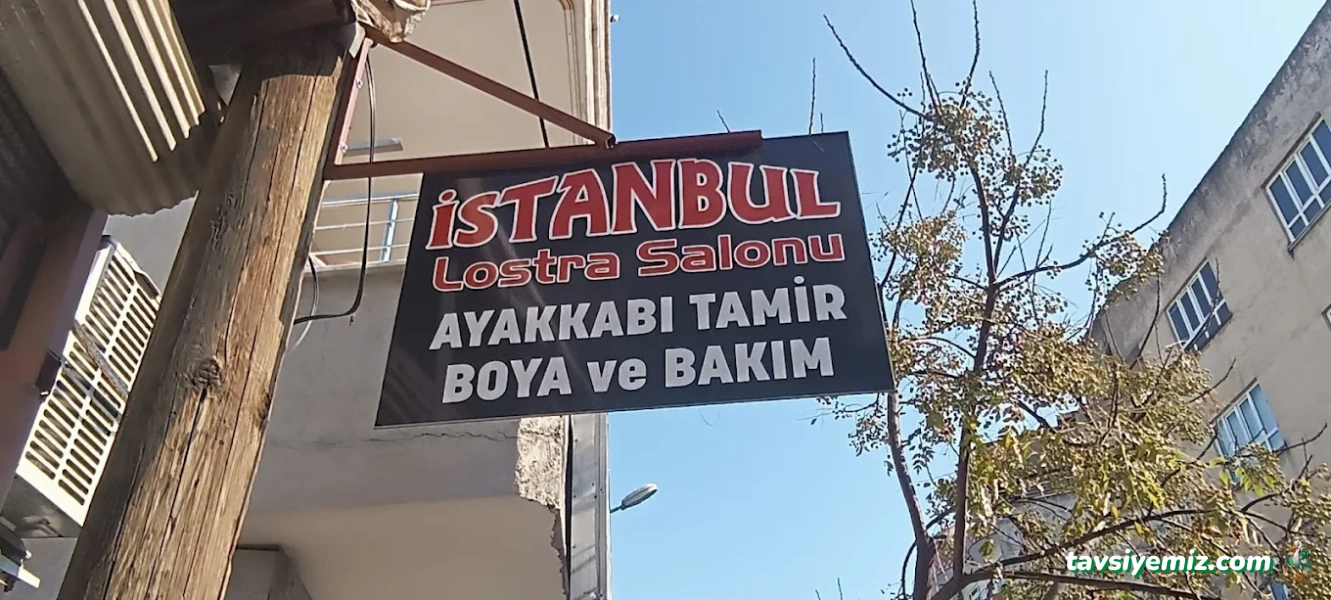 İSTANBUL
Lostra Salonu
AYAKKABI TAMİR
BOYA ve BAKIM
tavsiyemiz.com